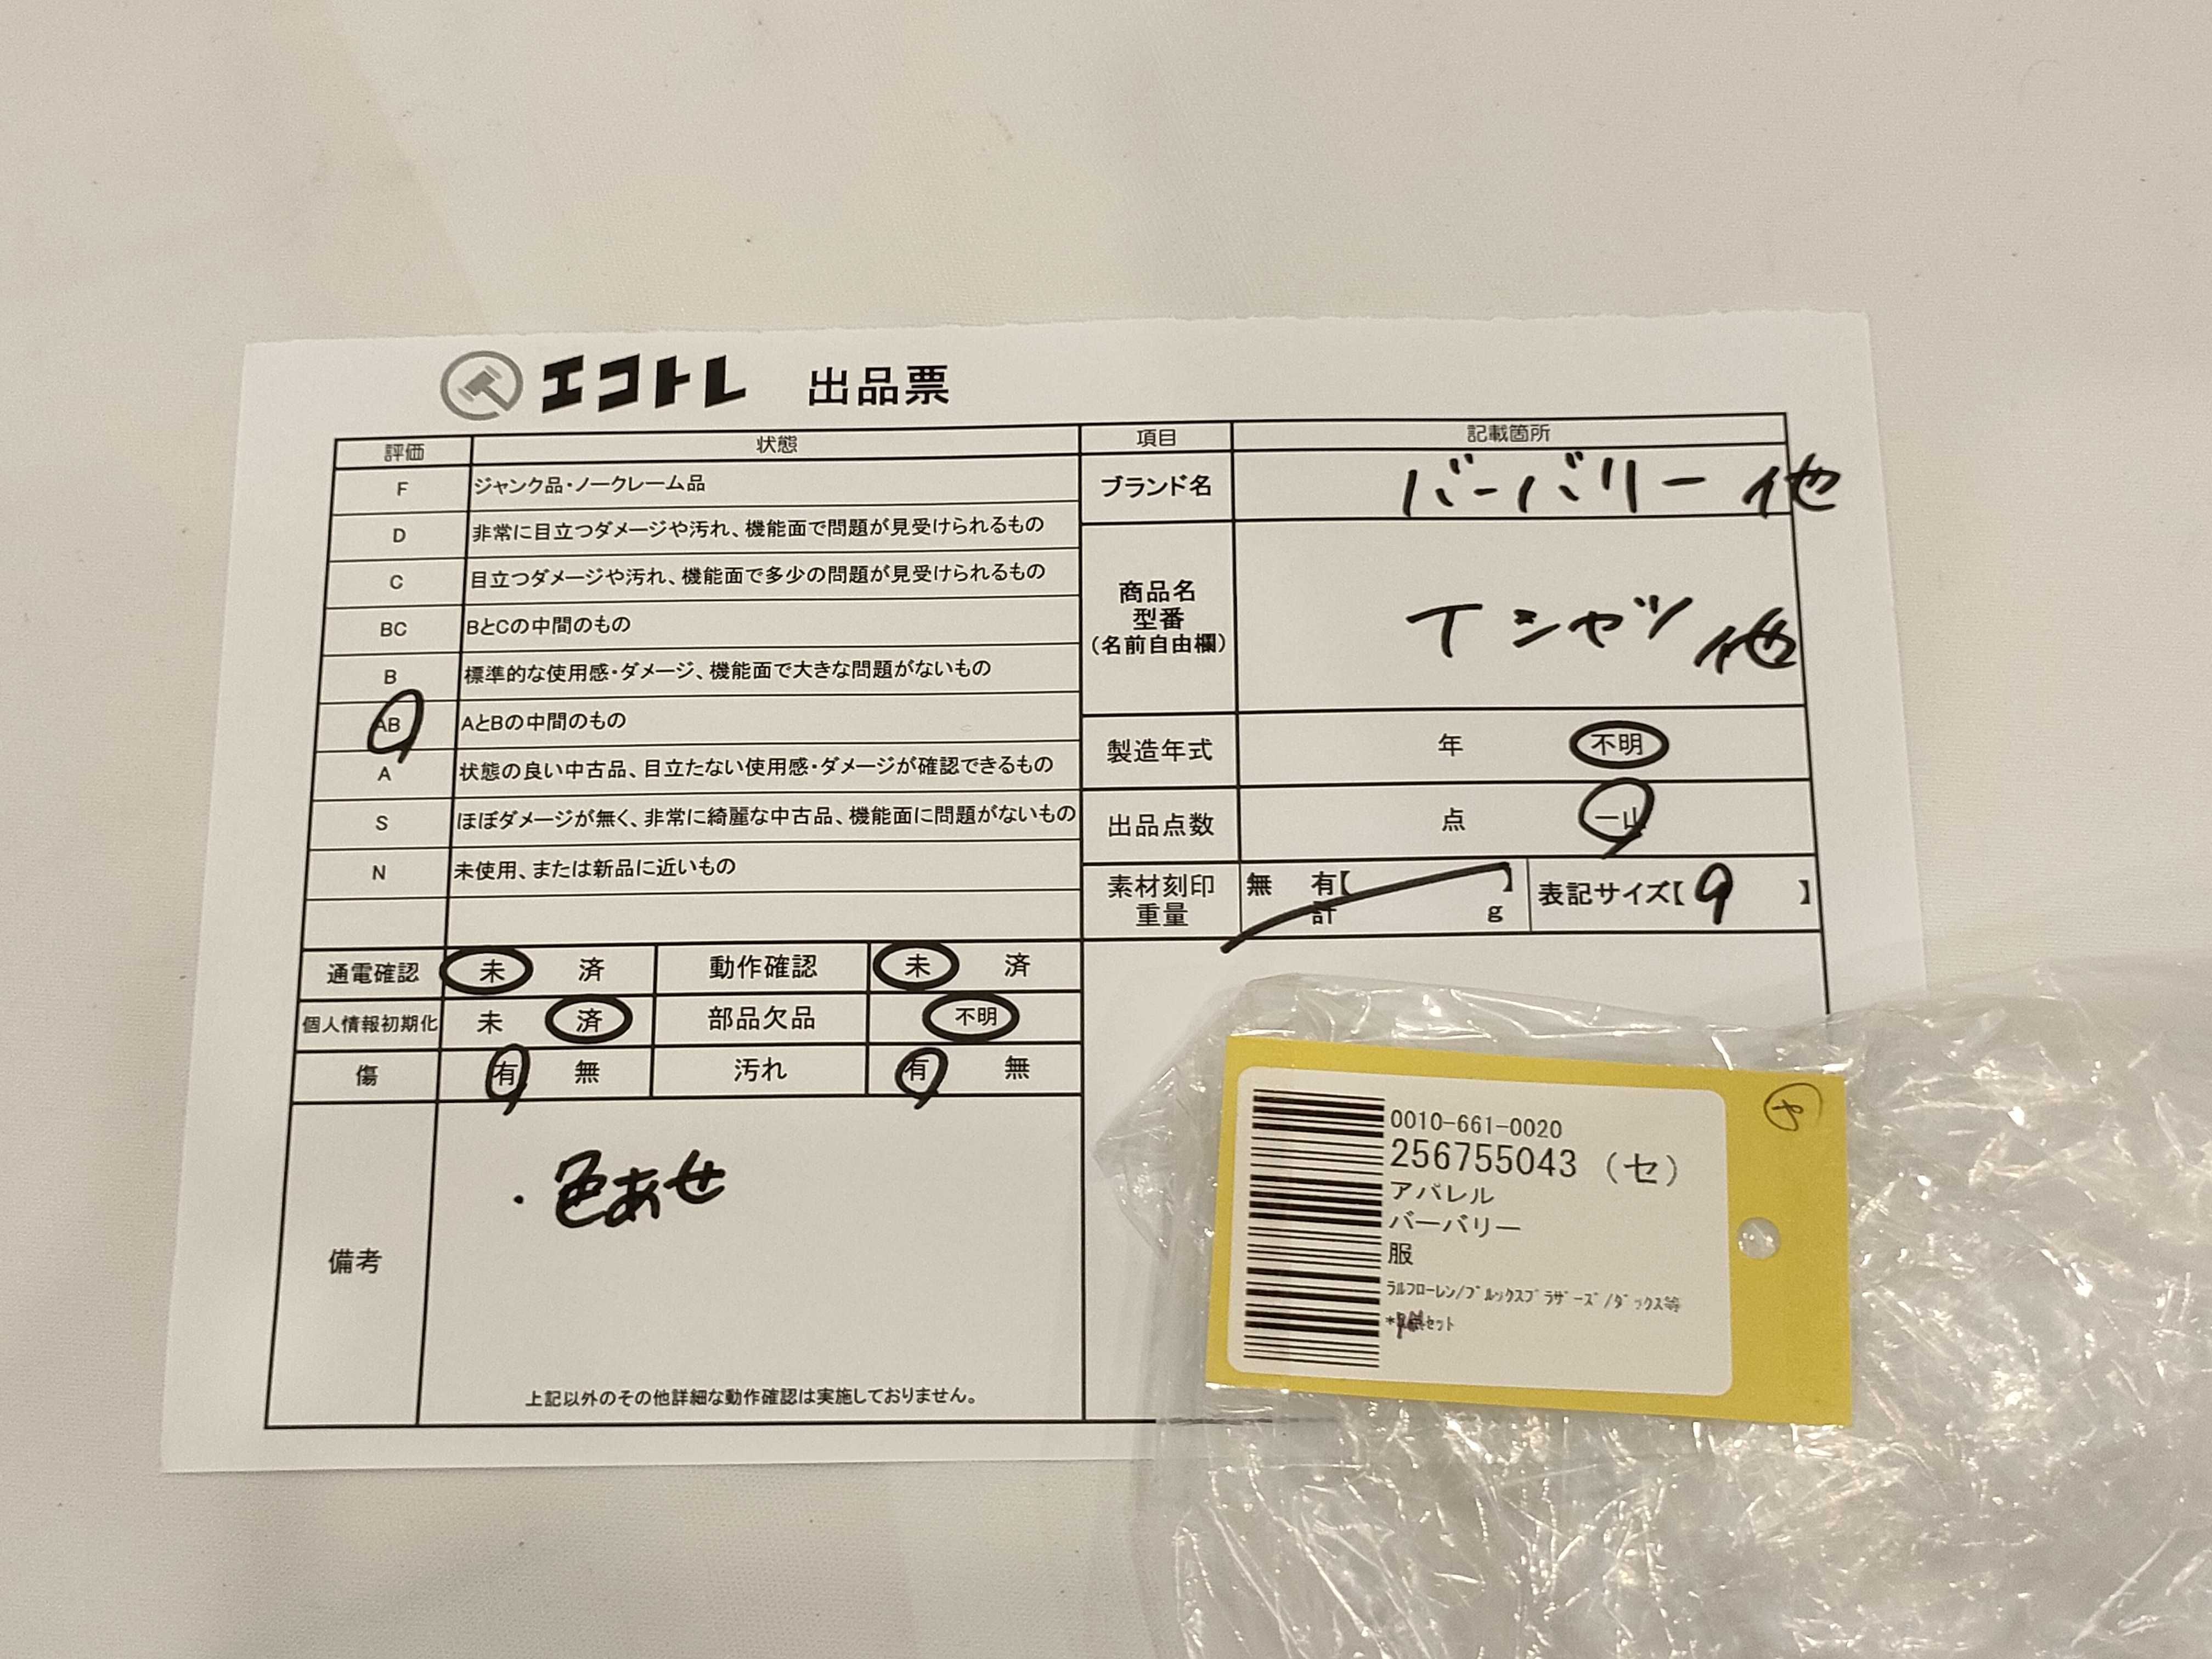 エコトレ 出品票
評価 状態 項目 記載箇所
F ジャンク品・ノークレーム品
D 非常に目立つダメージや汚れ、機能面で問題が見受けられるもの
C 目立つダメージや汚れ、機能面で多少の問題が見受けられるもの
BC BとCの中間のもの
B 標準的な使用感・ダメージ、機能面で大きな問題がないもの
AB AとBの中間のもの
A 状態の良い中古品、目立たない使用感・ダメージが確認できるもの
S ほぼダメージが無く、非常に綺麗な中古品、機能面に問題がないもの
N 未使用、または新品に近いもの
通電確認 未 済 動作確認 未 済
個人情報初期化 未 済 部品欠品 不明
傷 有 無 汚れ 有 無
備考
・色あせ
上記以外のその他詳細な動作確認は実施しておりません。
ブランド名 バーバリー 他
商品名
型番
(名前自由欄)
Tシャツ 他
製造年式 年 不明
出品点数 点 一山
素材刻印
重量
無 有【 】
計 g
表記サイズ【 9 】
0010-661-0020
256755043 (セ)
アパレル
バーバリー
服
ラルフローレン/ブルックスブラザーズ/ダックス等
セット